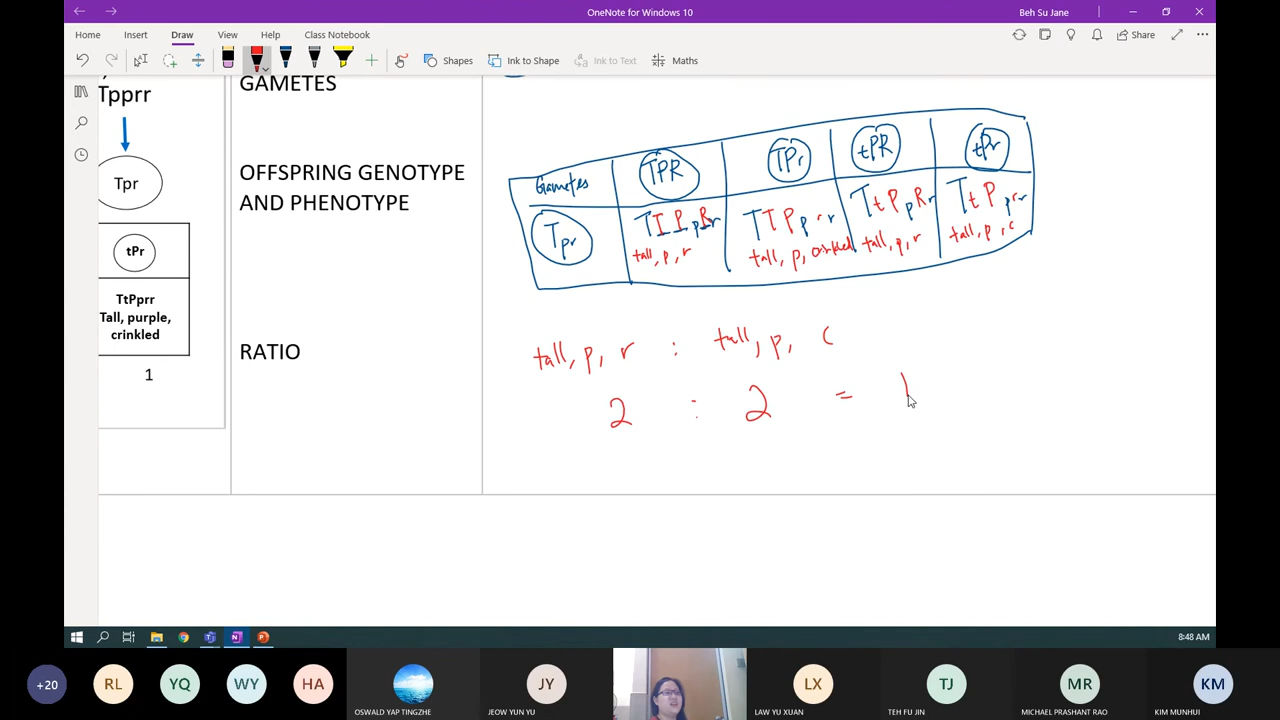 OneNote for Windows 10
Beh Su Jane
Home Insert Draw View Help Class Notebook
Share
Shapes Ink to Shape Ink to Text Maths
GAMETES
Tpprr
Tpr
OFFSPRING GENOTYPE
AND PHENOTYPE
tPr
TtPprr
Tall, purple,
crinkled
1
RATIO
Gametes TPR TPr tPR tPr
Tpr TTPpRr TTPprr TtPpRr TtPprr
tall, p, r tall, p, crinkled tall, p, r tall, p, c
tall, p, r : tall, p, c
2 : 2 =
8:48 AM
+20 RL YQ WY HA JY LX TJ MR KM
OSWALD YAP TINGZHE JEOW YUN YU LAW YU XUAN TEH FU JIN MICHAEL PRASHANT RAO KIM MUNHUI